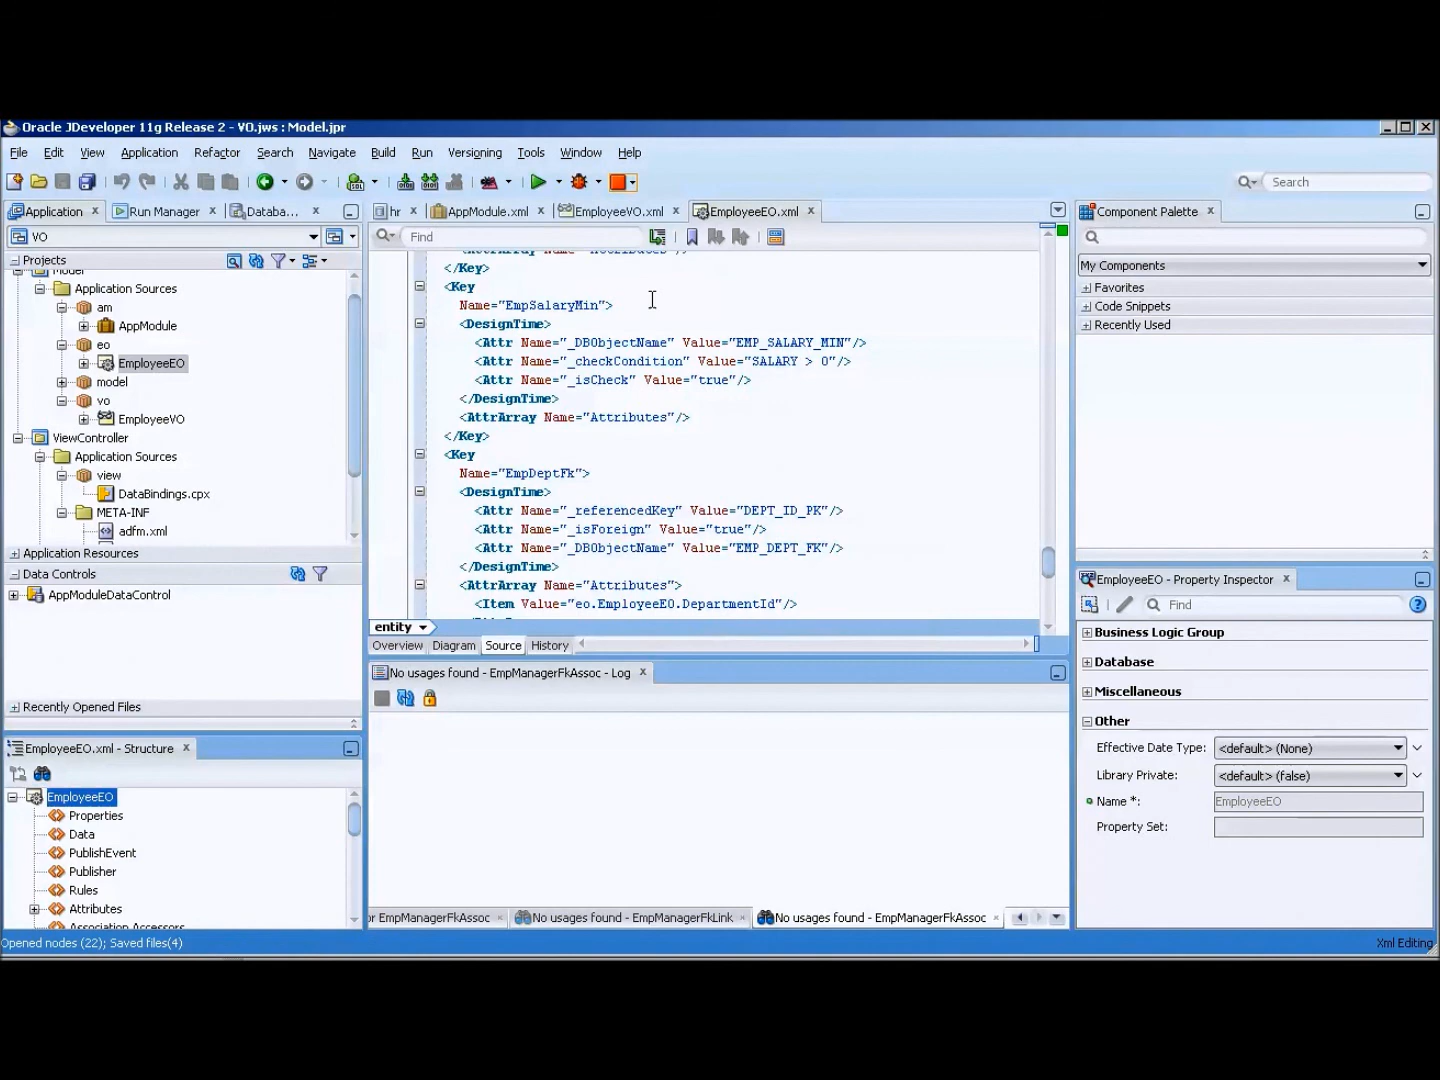 Oracle JDeveloper 11g Release 2 - VO.jws : Model.jpr
File Edit View Application Refactor Search Navigate Build Run Versioning Tools Window Help
Search
Application Run Manager Databa...
VO
Projects
Model
Application Sources
am
AppModule
eo
EmployeeEO
model
vo
EmployeeVO
ViewController
Application Sources
view
DataBindings.cpx
META-INF
adfm.xml
Application Resources
Data Controls
AppModuleDataControl
Recently Opened Files
EmployeeEO.xml - Structure
EmployeeEO
Properties
Data
PublishEvent
Publisher
Rules
Attributes
Association Accessors
hr AppModule.xml EmployeeVO.xml EmployeeEO.xml
Find
<AttrArray Name="Attributes"/>
</Key>
<Key
Name="EmpSalaryMin">
<DesignTime>
<Attr Name="_DBObjectName" Value="EMP_SALARY_MIN"/>
<Attr Name="_checkCondition" Value="SALARY > 0"/>
<Attr Name="_isCheck" Value="true"/>
</DesignTime>
<AttrArray Name="Attributes"/>
</Key>
<Key
Name="EmpDeptFk">
<DesignTime>
<Attr Name="_referencedKey" Value="DEPT_ID_PK"/>
<Attr Name="_isForeign" Value="true"/>
<Attr Name="_DBObjectName" Value="EMP_DEPT_FK"/>
</DesignTime>
<AttrArray Name="Attributes">
<Item Value="eo.EmployeeEO.DepartmentId"/>
entity
Overview Diagram Source History
No usages found - EmpManagerFkAssoc - Log
or EmpManagerFkAssoc No usages found - EmpManagerFkLink No usages found - EmpManagerFkAssoc
Component Palette
My Components
Favorites
Code Snippets
Recently Used
EmployeeEO - Property Inspector
Find
Business Logic Group
Database
Miscellaneous
Other
Effective Date Type: <default> (None)
Library Private: <default> (false)
Name *: EmployeeEO
Property Set:
Opened nodes (22); Saved files(4)
Xml Editing